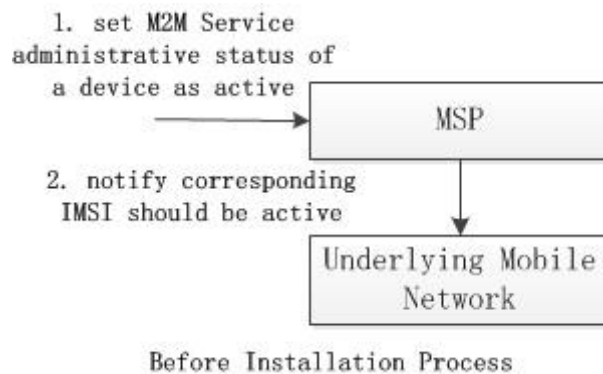 1. set M2M Service
administrative status of
a device as active
MSP
2. notify corresponding
IMSI should be active
Underlying Mobile
Network
Before Installation Process